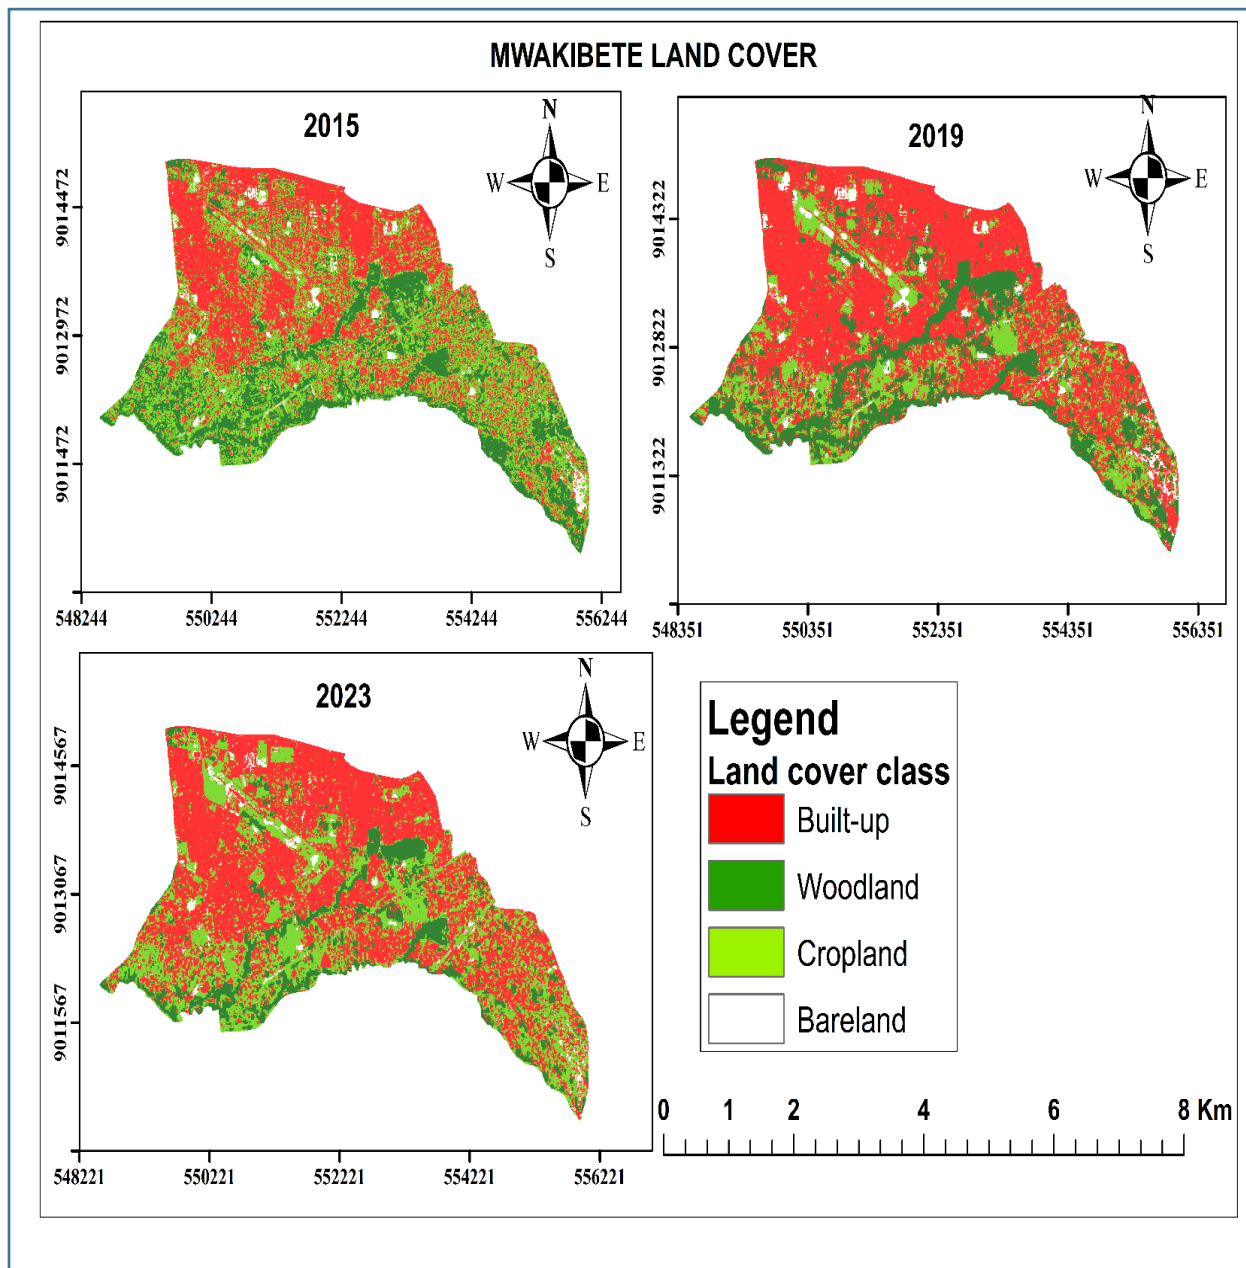 MWAKIBETE LAND COVER
2015
N
W E
S
9014472
9012972
9011472
548244 550244 552244 554244 556244
2019
N
W E
S
9014322
9012822
9011322
548351 550351 552351 554351 556351
2023
N
W E
S
9014567
9013067
9011567
548221 550221 552221 554221 556221
Legend
Land cover class
Built-up
Woodland
Cropland
Bareland
0 1 2 4 6 8 Km